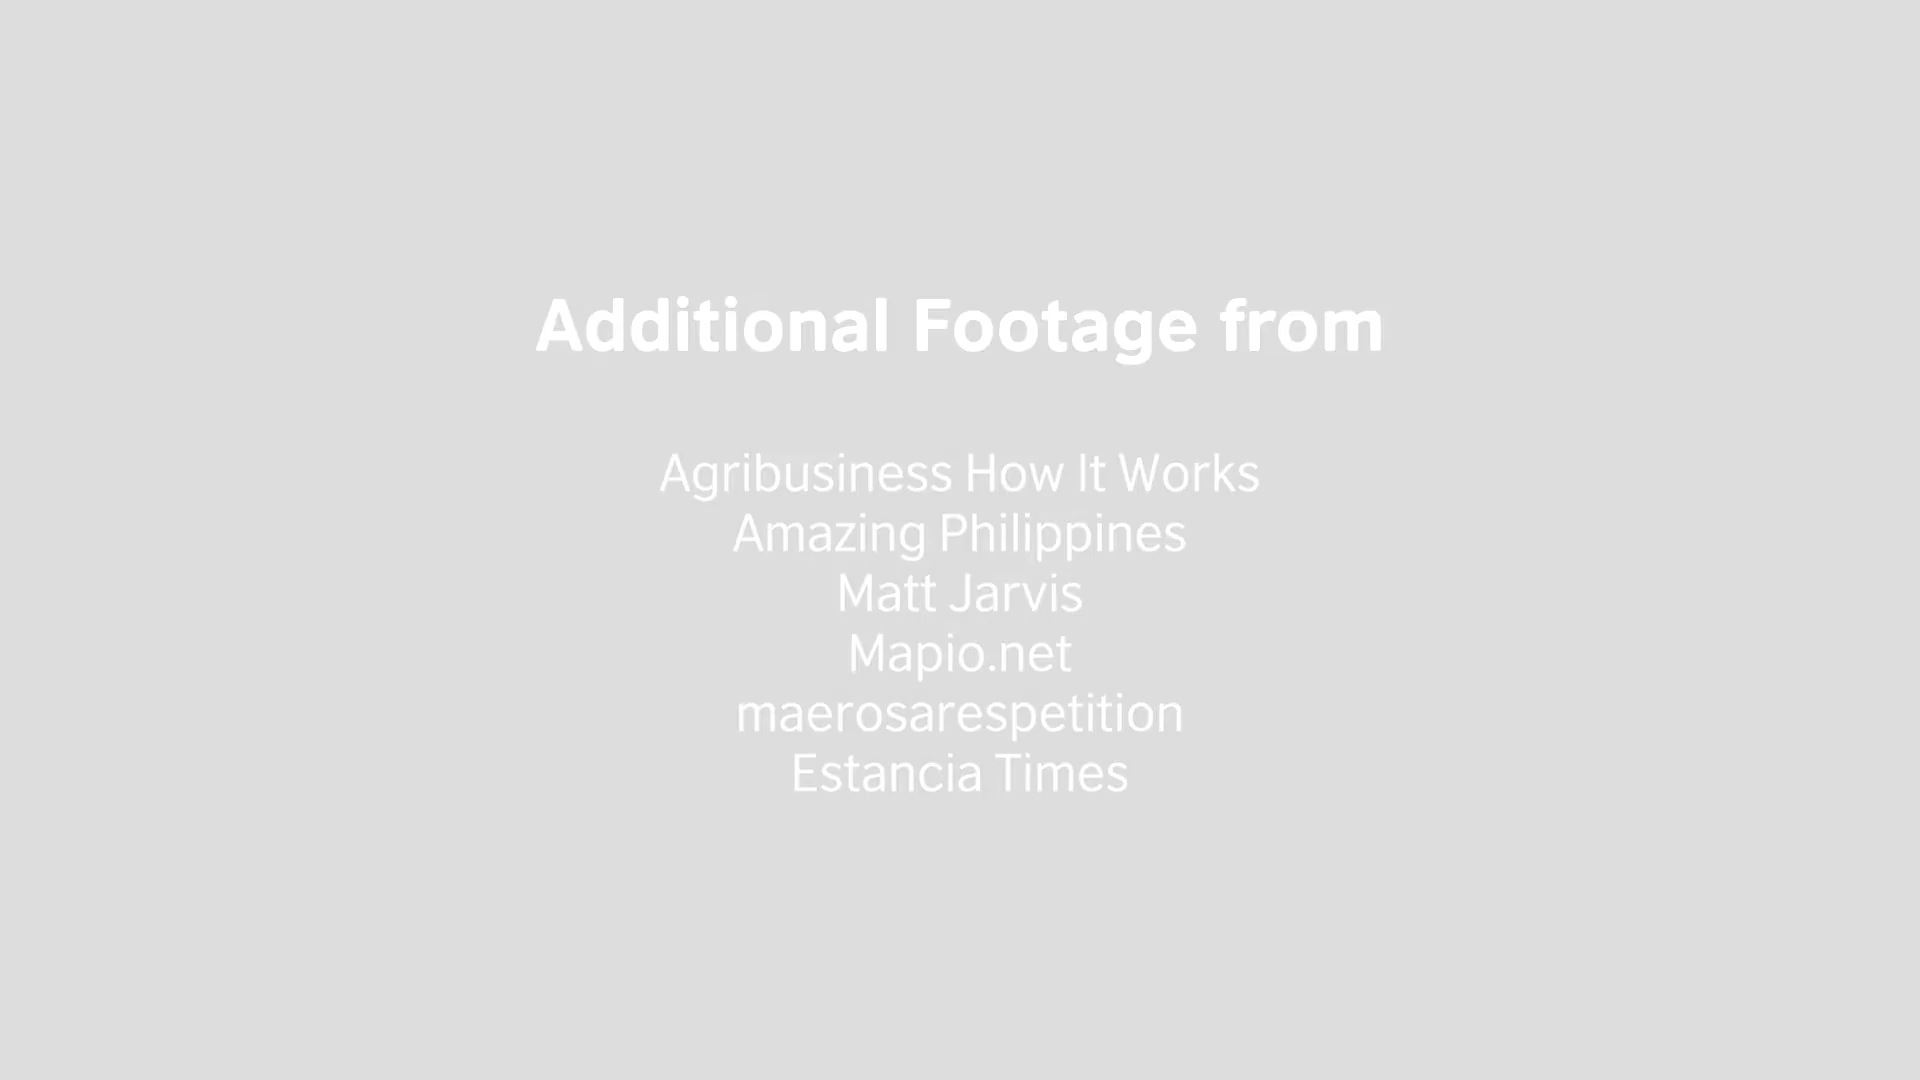 Additional Footage from
Agribusiness How It Works
Amazing Philippines
Matt Jarvis
Mapio.net
maerosarespetition
Estancia Times